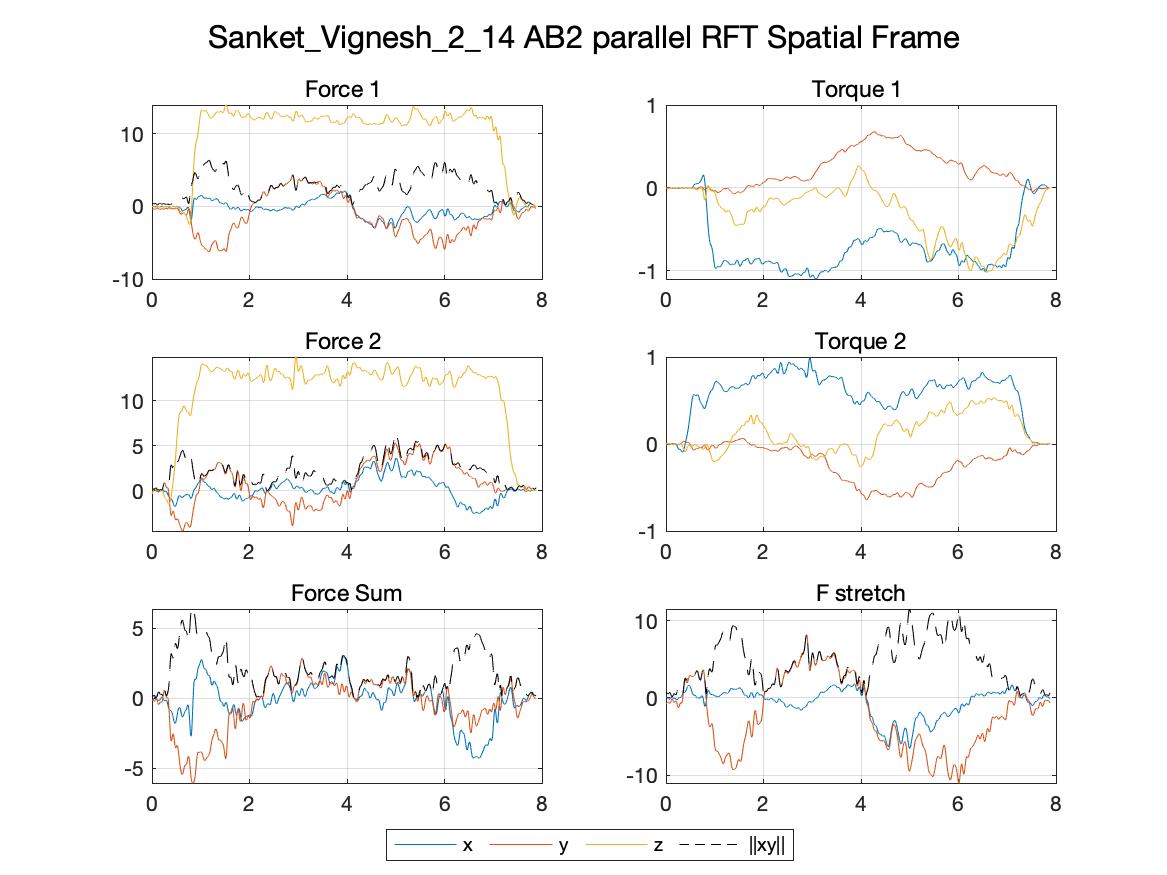 Sanket_Vignesh_2_14 AB2 parallel RFT Spatial Frame
Force 1
10
0
-10
0 2 4 6 8
Torque 1
1
0
-1
0 2 4 6 8
Force 2
10
5
0
0 2 4 6 8
Torque 2
1
0
-1
0 2 4 6 8
Force Sum
5
0
-5
0 2 4 6 8
F stretch
10
0
-10
0 2 4 6 8
x y z ||xy||